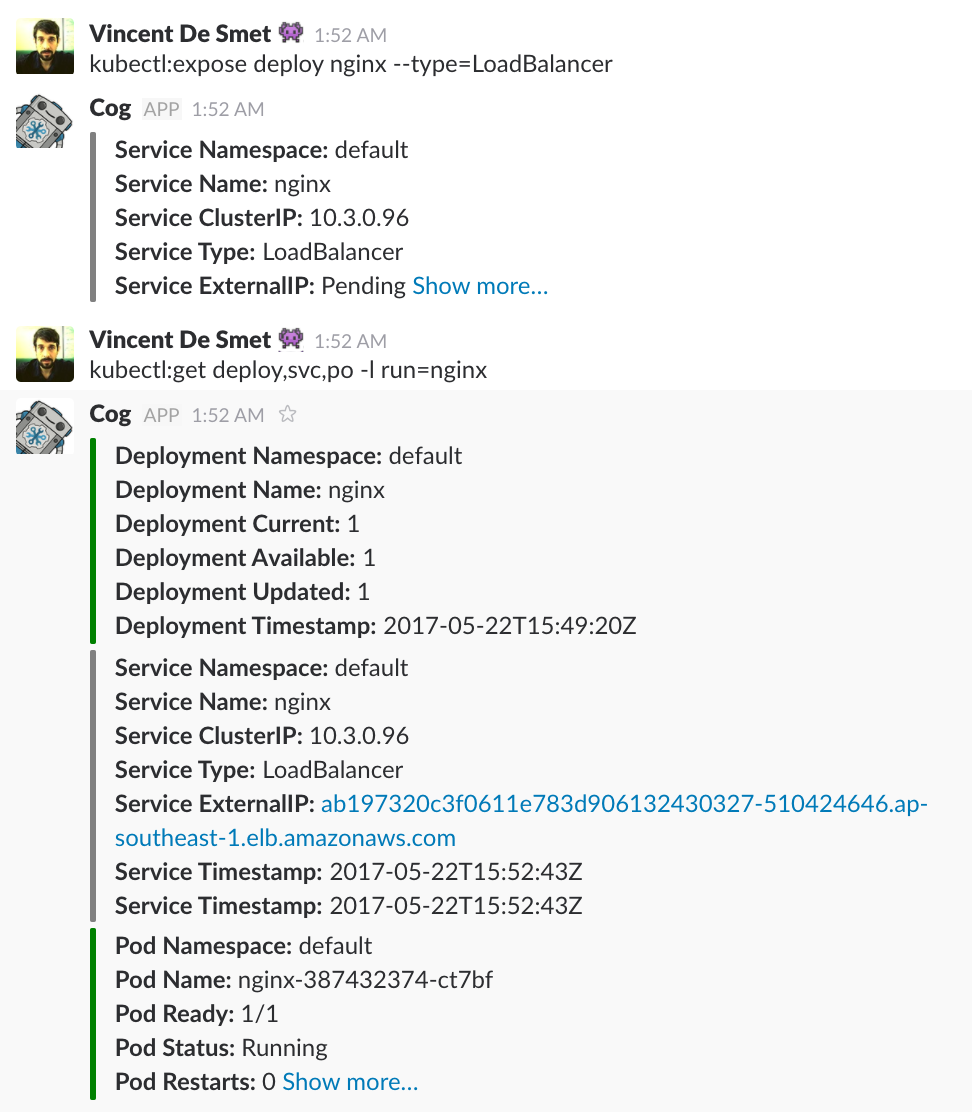 Vincent De Smet 1:52 AM
kubectl:expose deploy nginx --type=LoadBalancer
Cog APP 1:52 AM
Service Namespace: default
Service Name: nginx
Service ClusterIP: 10.3.0.96
Service Type: LoadBalancer
Service ExternalIP: Pending Show more...
Vincent De Smet 1:52 AM
kubectl:get deploy,svc,po -l run=nginx
Cog APP 1:52 AM
Deployment Namespace: default
Deployment Name: nginx
Deployment Current: 1
Deployment Available: 1
Deployment Updated: 1
Deployment Timestamp: 2017-05-22T15:49:20Z
Service Namespace: default
Service Name: nginx
Service ClusterIP: 10.3.0.96
Service Type: LoadBalancer
Service ExternalIP: ab197320c3f0611e783d906132430327-510424646.ap-
southeast-1.elb.amazonaws.com
Service Timestamp: 2017-05-22T15:52:43Z
Service Timestamp: 2017-05-22T15:52:43Z
Pod Namespace: default
Pod Name: nginx-387432374-ct7bf
Pod Ready: 1/1
Pod Status: Running
Pod Restarts: 0 Show more...